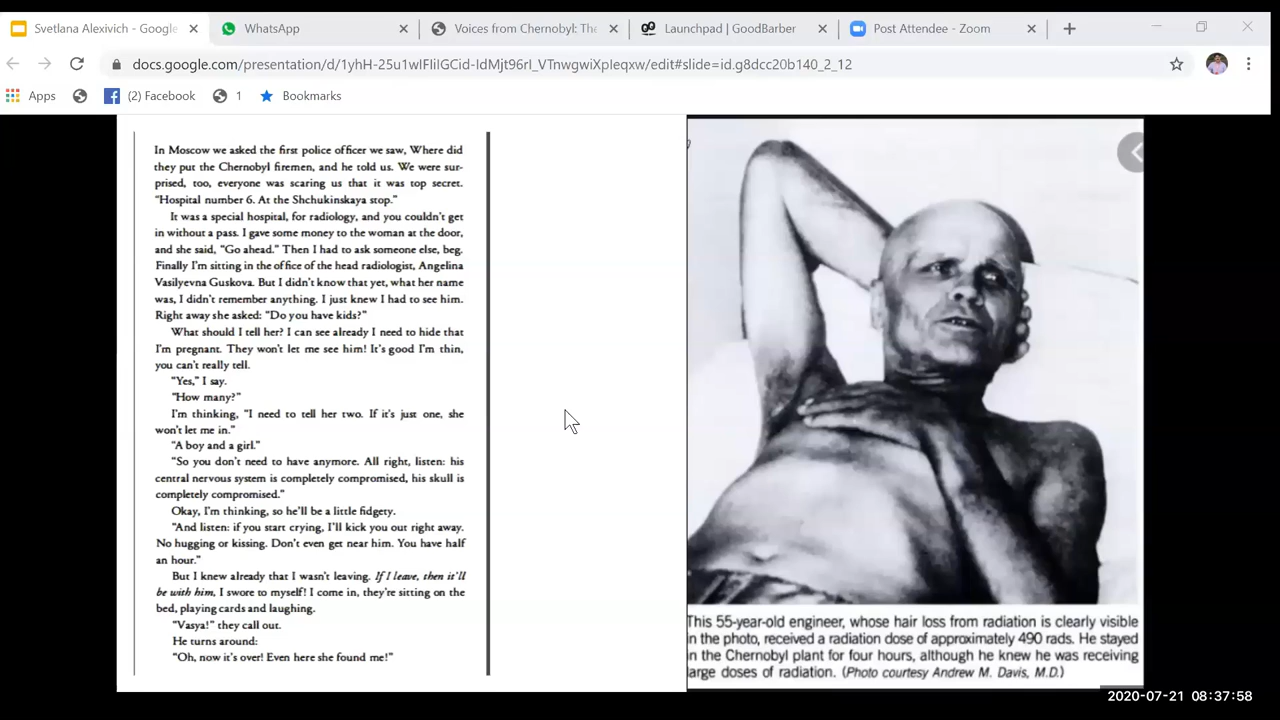 Svetlana Alexivich - Google
WhatsApp
Voices from Chernobyl: The
Launchpad | GoodBarber
Post Attendee - Zoom
docs.google.com/presentation/d/1yhH-25u1wIFIiIGCid-IdMjt96rI_VTnwgwiXpIeqxw/edit#slide=id.g8dcc20b140_2_12
Apps
(2) Facebook
1
Bookmarks
In Moscow we asked the first police officer we saw, Where did
they put the Chernobyl firemen, and he told us. We were sur-
prised, too, everyone was scaring us that it was top secret.
"Hospital number 6. At the Shchukinskaya stop."
It was a special hospital, for radiology, and you couldn't get
in without a pass. I gave some money to the woman at the door,
and she said, "Go ahead." Then I had to ask someone else, beg.
Finally I'm sitting in the office of the head radiologist, Angelina
Vasilyevna Guskova. But I didn't know that yet, what her name
was, I didn't remember anything. I just knew I had to see him.
Right away she asked: "Do you have kids?"
What should I tell her? I can see already I need to hide that
I'm pregnant. They won't let me see him! It's good I'm thin,
you can't really tell.
"Yes," I say.
"How many?"
I'm thinking, "I need to tell her two. If it's just one, she
won't let me in."
"A boy and a girl."
"So you don't need to have anymore. All right, listen: his
central nervous system is completely compromised, his skull is
completely compromised."
Okay, I'm thinking, so he'll be a little fidgety.
"And listen: if you start crying, I'll kick you out right away.
No hugging or kissing. Don't even get near him. You have half
an hour."
But I knew already that I wasn't leaving. If I leave, then it'll
be with him, I swore to myself! I come in, they're sitting on the
bed, playing cards and laughing.
"Vasya!" they call out.
He turns around:
"Oh, now it's over! Even here she found me!"
This 55-year-old engineer, whose hair loss from radiation is clearly visible
in the photo, received a radiation dose of approximately 490 rads. He stayed
in the Chernobyl plant for four hours, although he knew he was receiving
large doses of radiation. (Photo courtesy Andrew M. Davis, M.D.)
2020-07-21 08:37:58